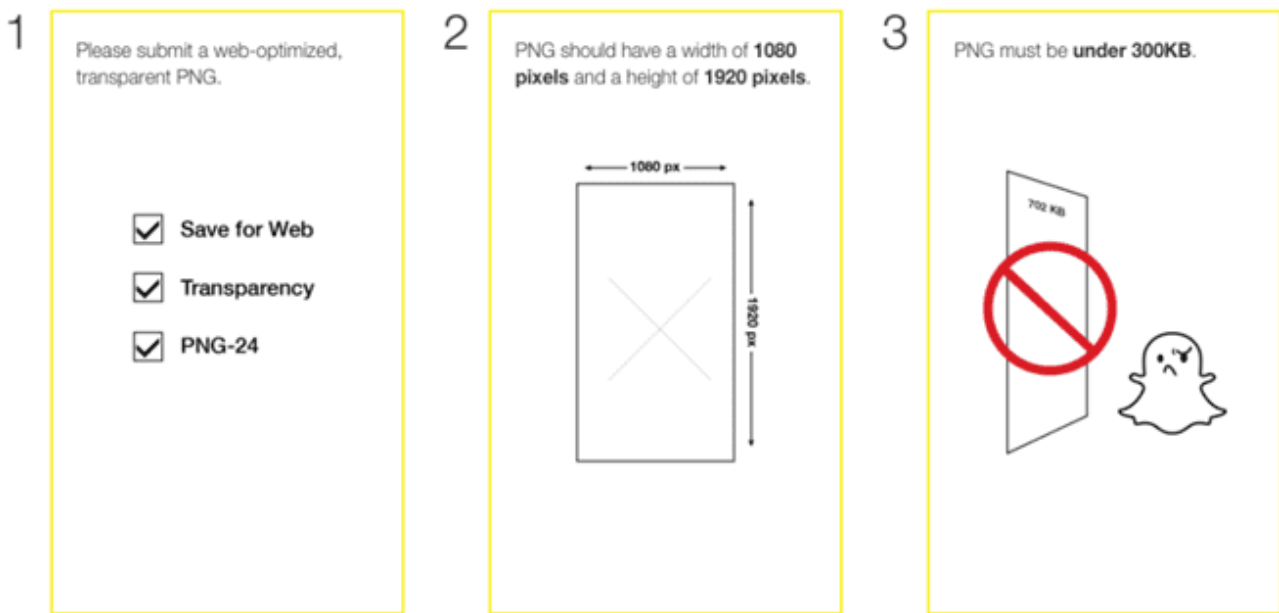 1
Please submit a web-optimized,
transparent PNG.
Save for Web
Transparency
PNG-24
2
PNG should have a width of 1080
pixels and a height of 1920 pixels.
1080 px
1920 px
3
PNG must be under 300KB.
702 KB